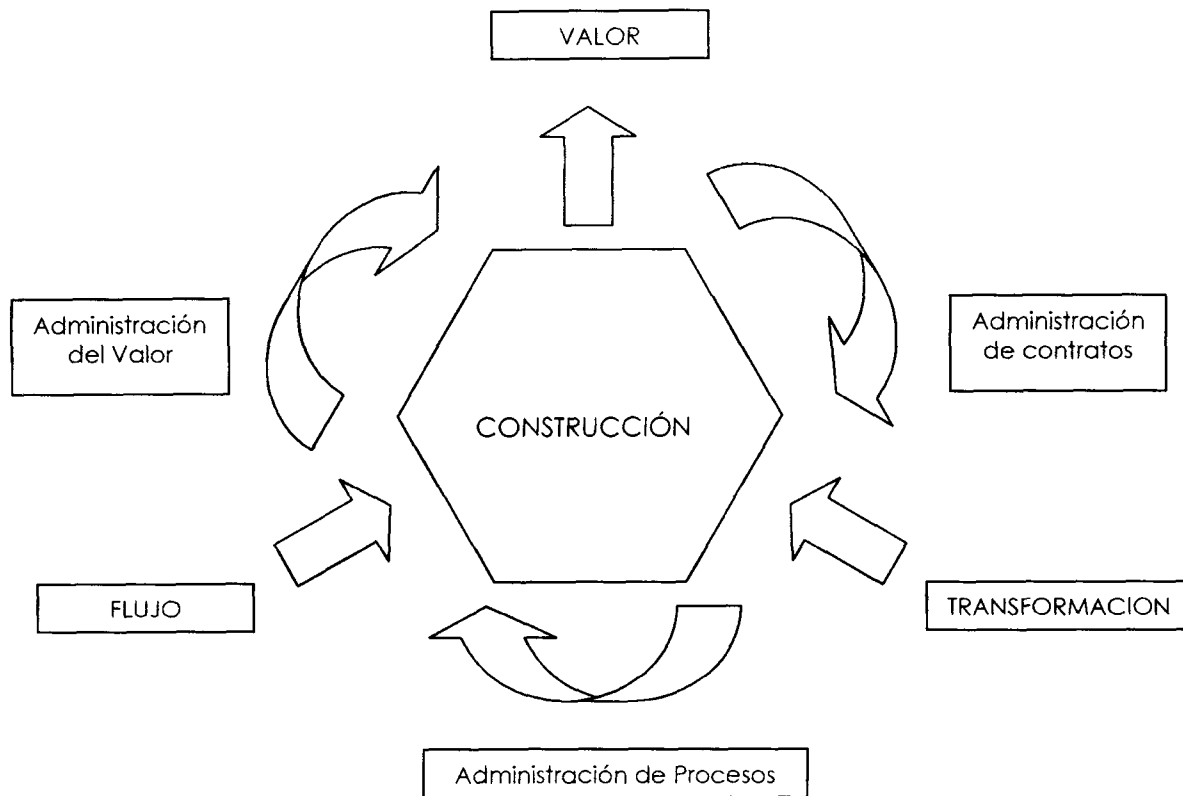 VALOR
Administración
del Valor
Administración
de contratos
CONSTRUCCIÓN
FLUJO
TRANSFORMACION
Administración de Procesos